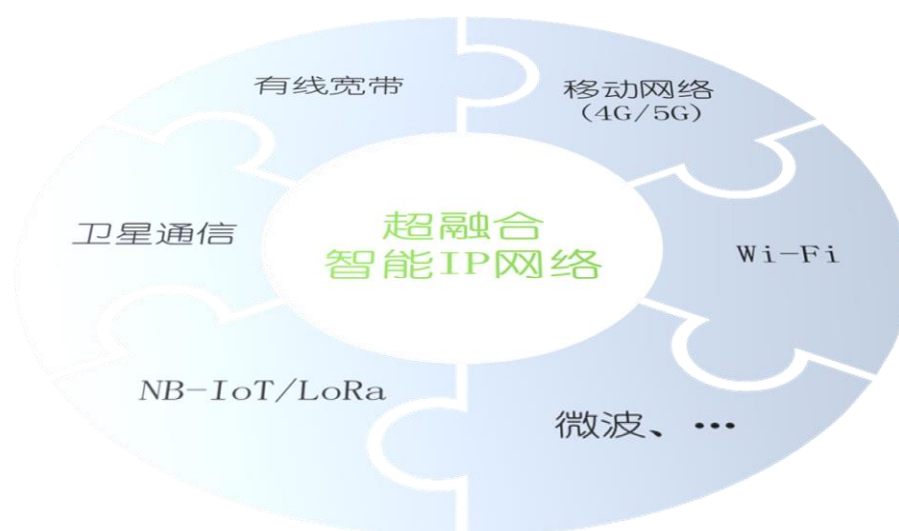 有线宽带
移动网络
(4G/5G)
卫星通信
超融合
智能IP网络
Wi-Fi
NB-IoT/LoRa
微波、…